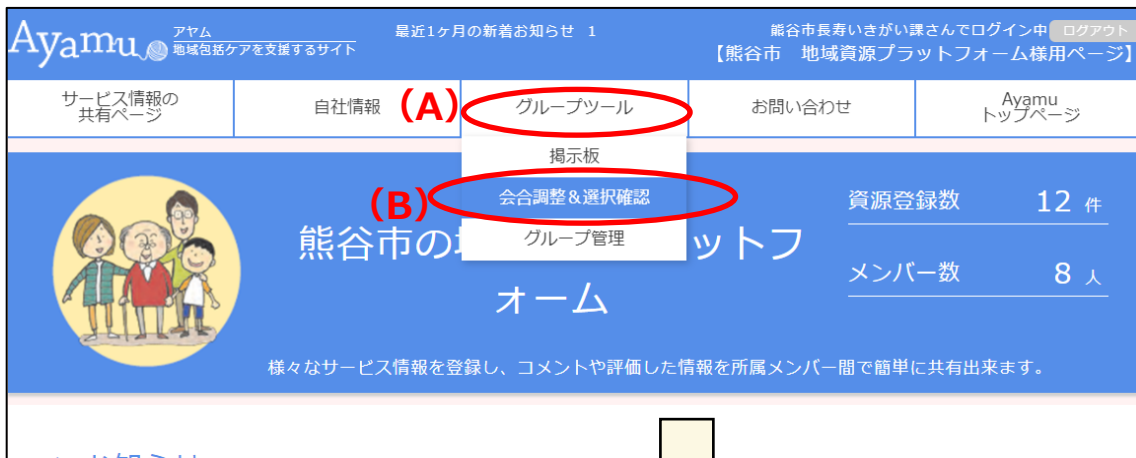 Ayamu アヤム 地域包括ケアを支援するサイト
最近1ヶ月の新着お知らせ 1
熊谷市長寿いきがい課さんでログイン中 ログアウト
【熊谷市 地域資源プラットフォーム様用ページ】
サービス情報の
共有ページ
自社情報
(A)
グループツール
お問い合わせ
Ayamu
トップページ
掲示板
(B)
会合調整&選択確認
グループ管理
熊谷市の
ットフ
ォーム
資源登録数 12 件
メンバー数 8 人
様々なサービス情報を登録し、コメントや評価した情報を所属メンバー間で簡単に共有出来ます。